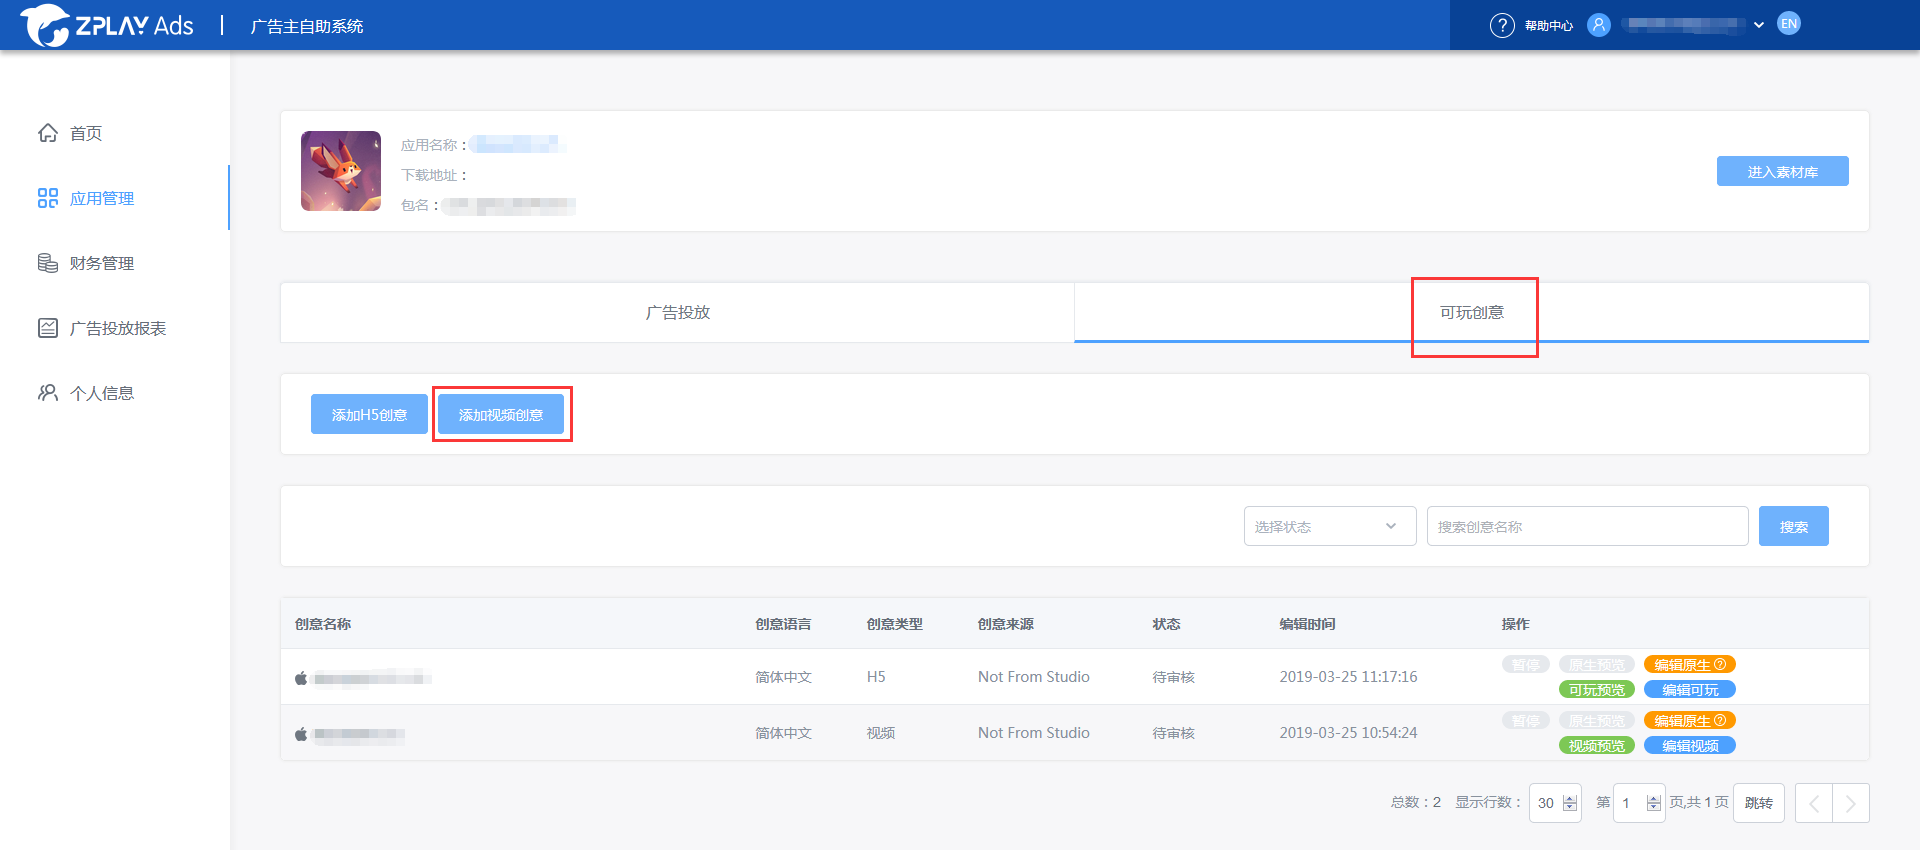 ZPLAY Ads | 广告主自助系统
? 帮助中心 EN
首页
应用管理
财务管理
广告投放报表
个人信息
应用名称：
下载地址：
包名：
进入素材库
广告投放
可玩创意
添加H5创意 添加视频创意
选择状态 搜索创意名称 搜索
创意名称 创意语言 创意类型 创意来源 状态 编辑时间 操作
简体中文 H5 Not From Studio 待审核 2019-03-25 11:17:16 暂停 原生预览 编辑原生?
可玩预览 编辑可玩
简体中文 视频 Not From Studio 待审核 2019-03-25 10:54:24 暂停 原生预览 编辑原生?
视频预览 编辑视频
总数：2 显示行数： 30 第 1 页,共1页 跳转